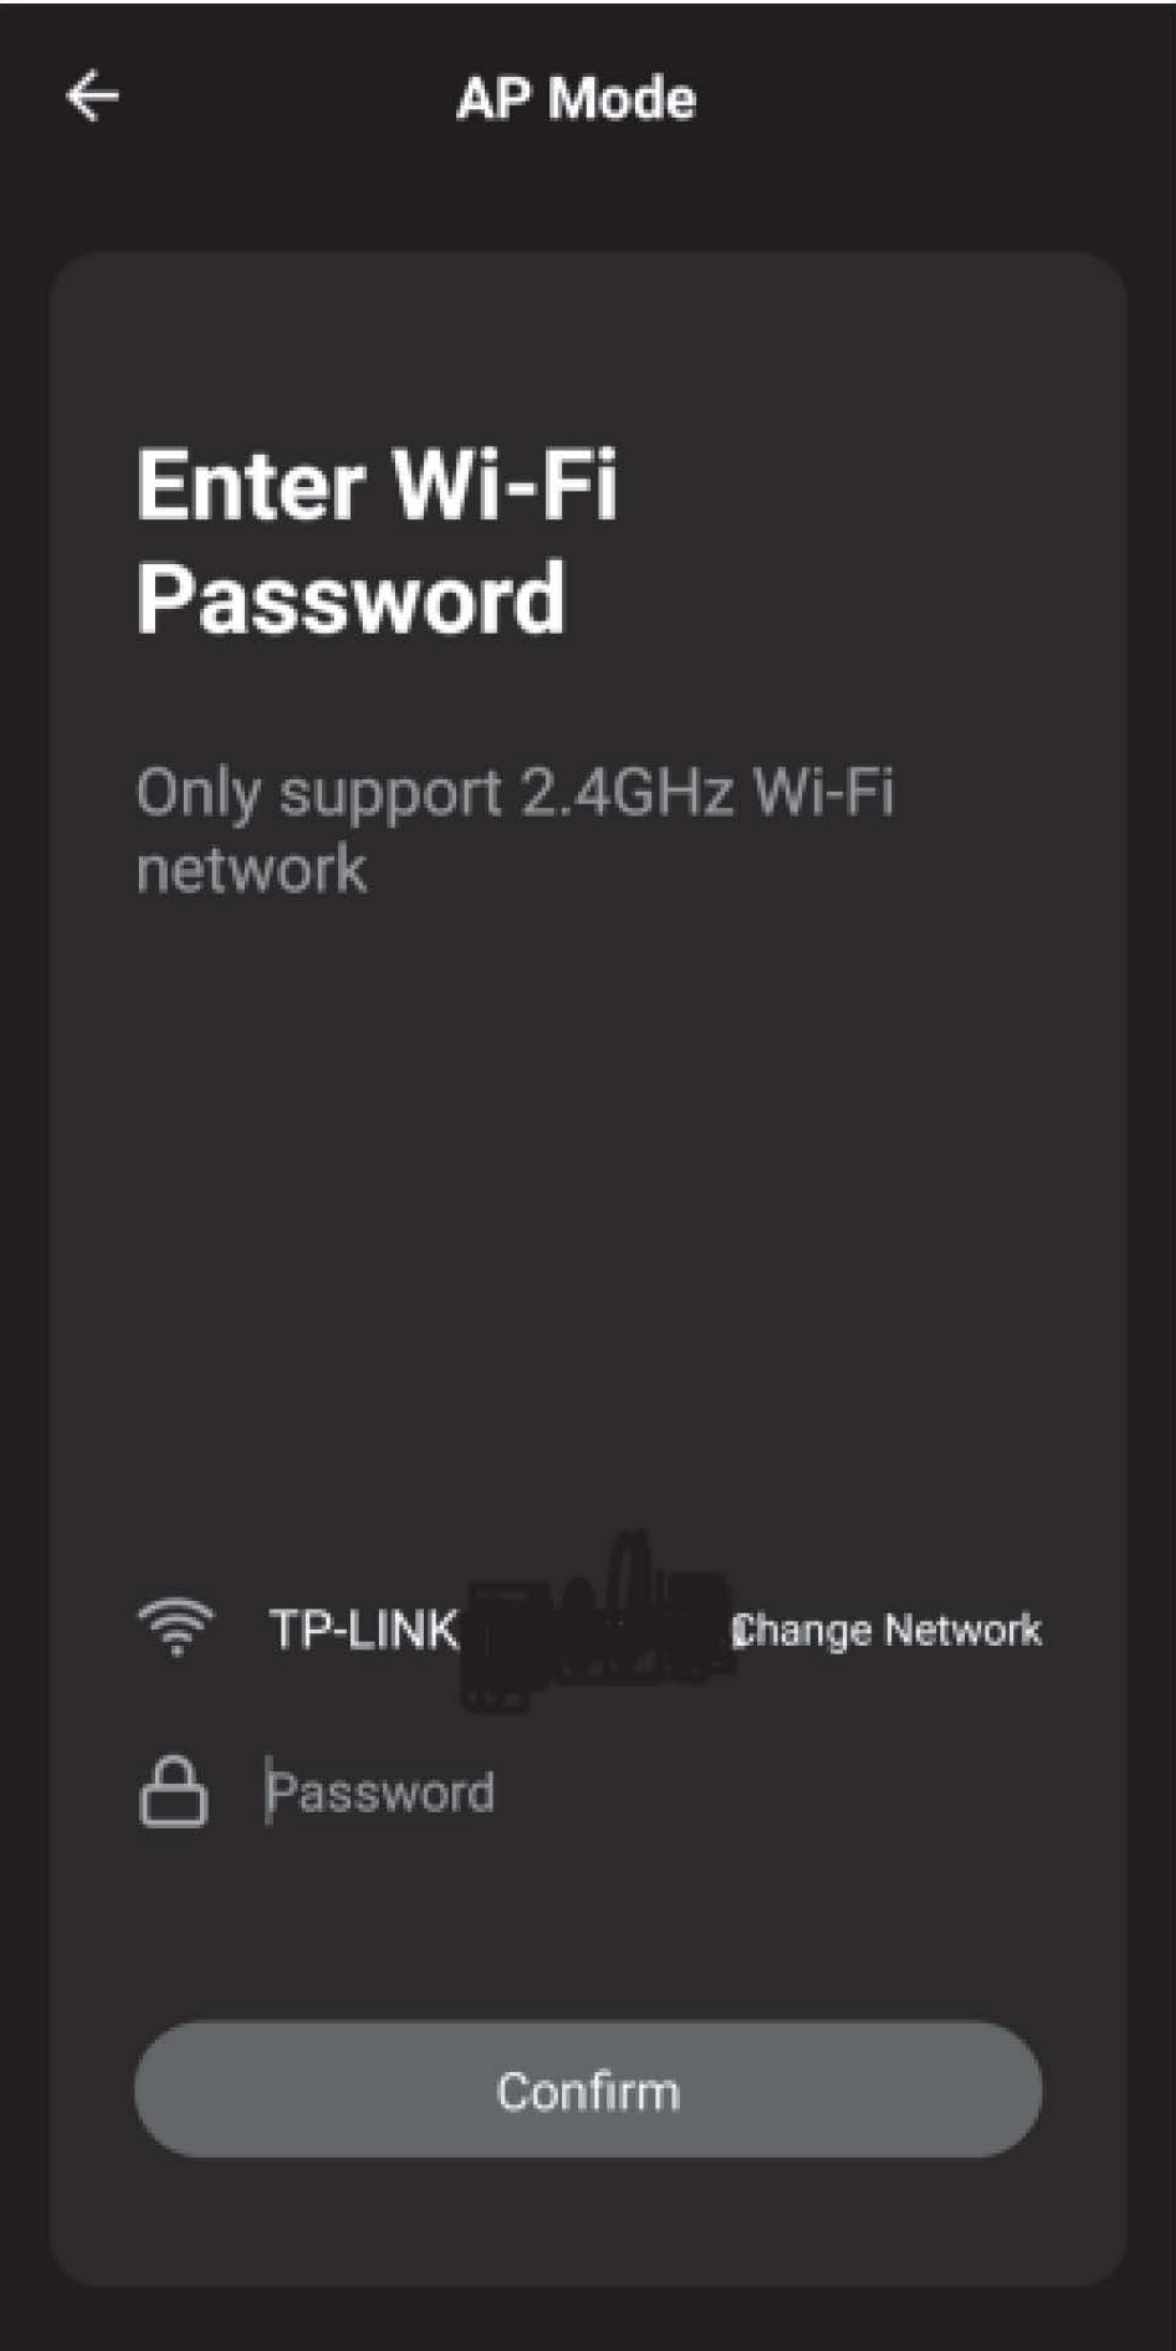 AP Mode
Enter Wi-Fi
Password
Only support 2.4GHz Wi-Fi
network
TP-LINK Change Network
Password
Confirm